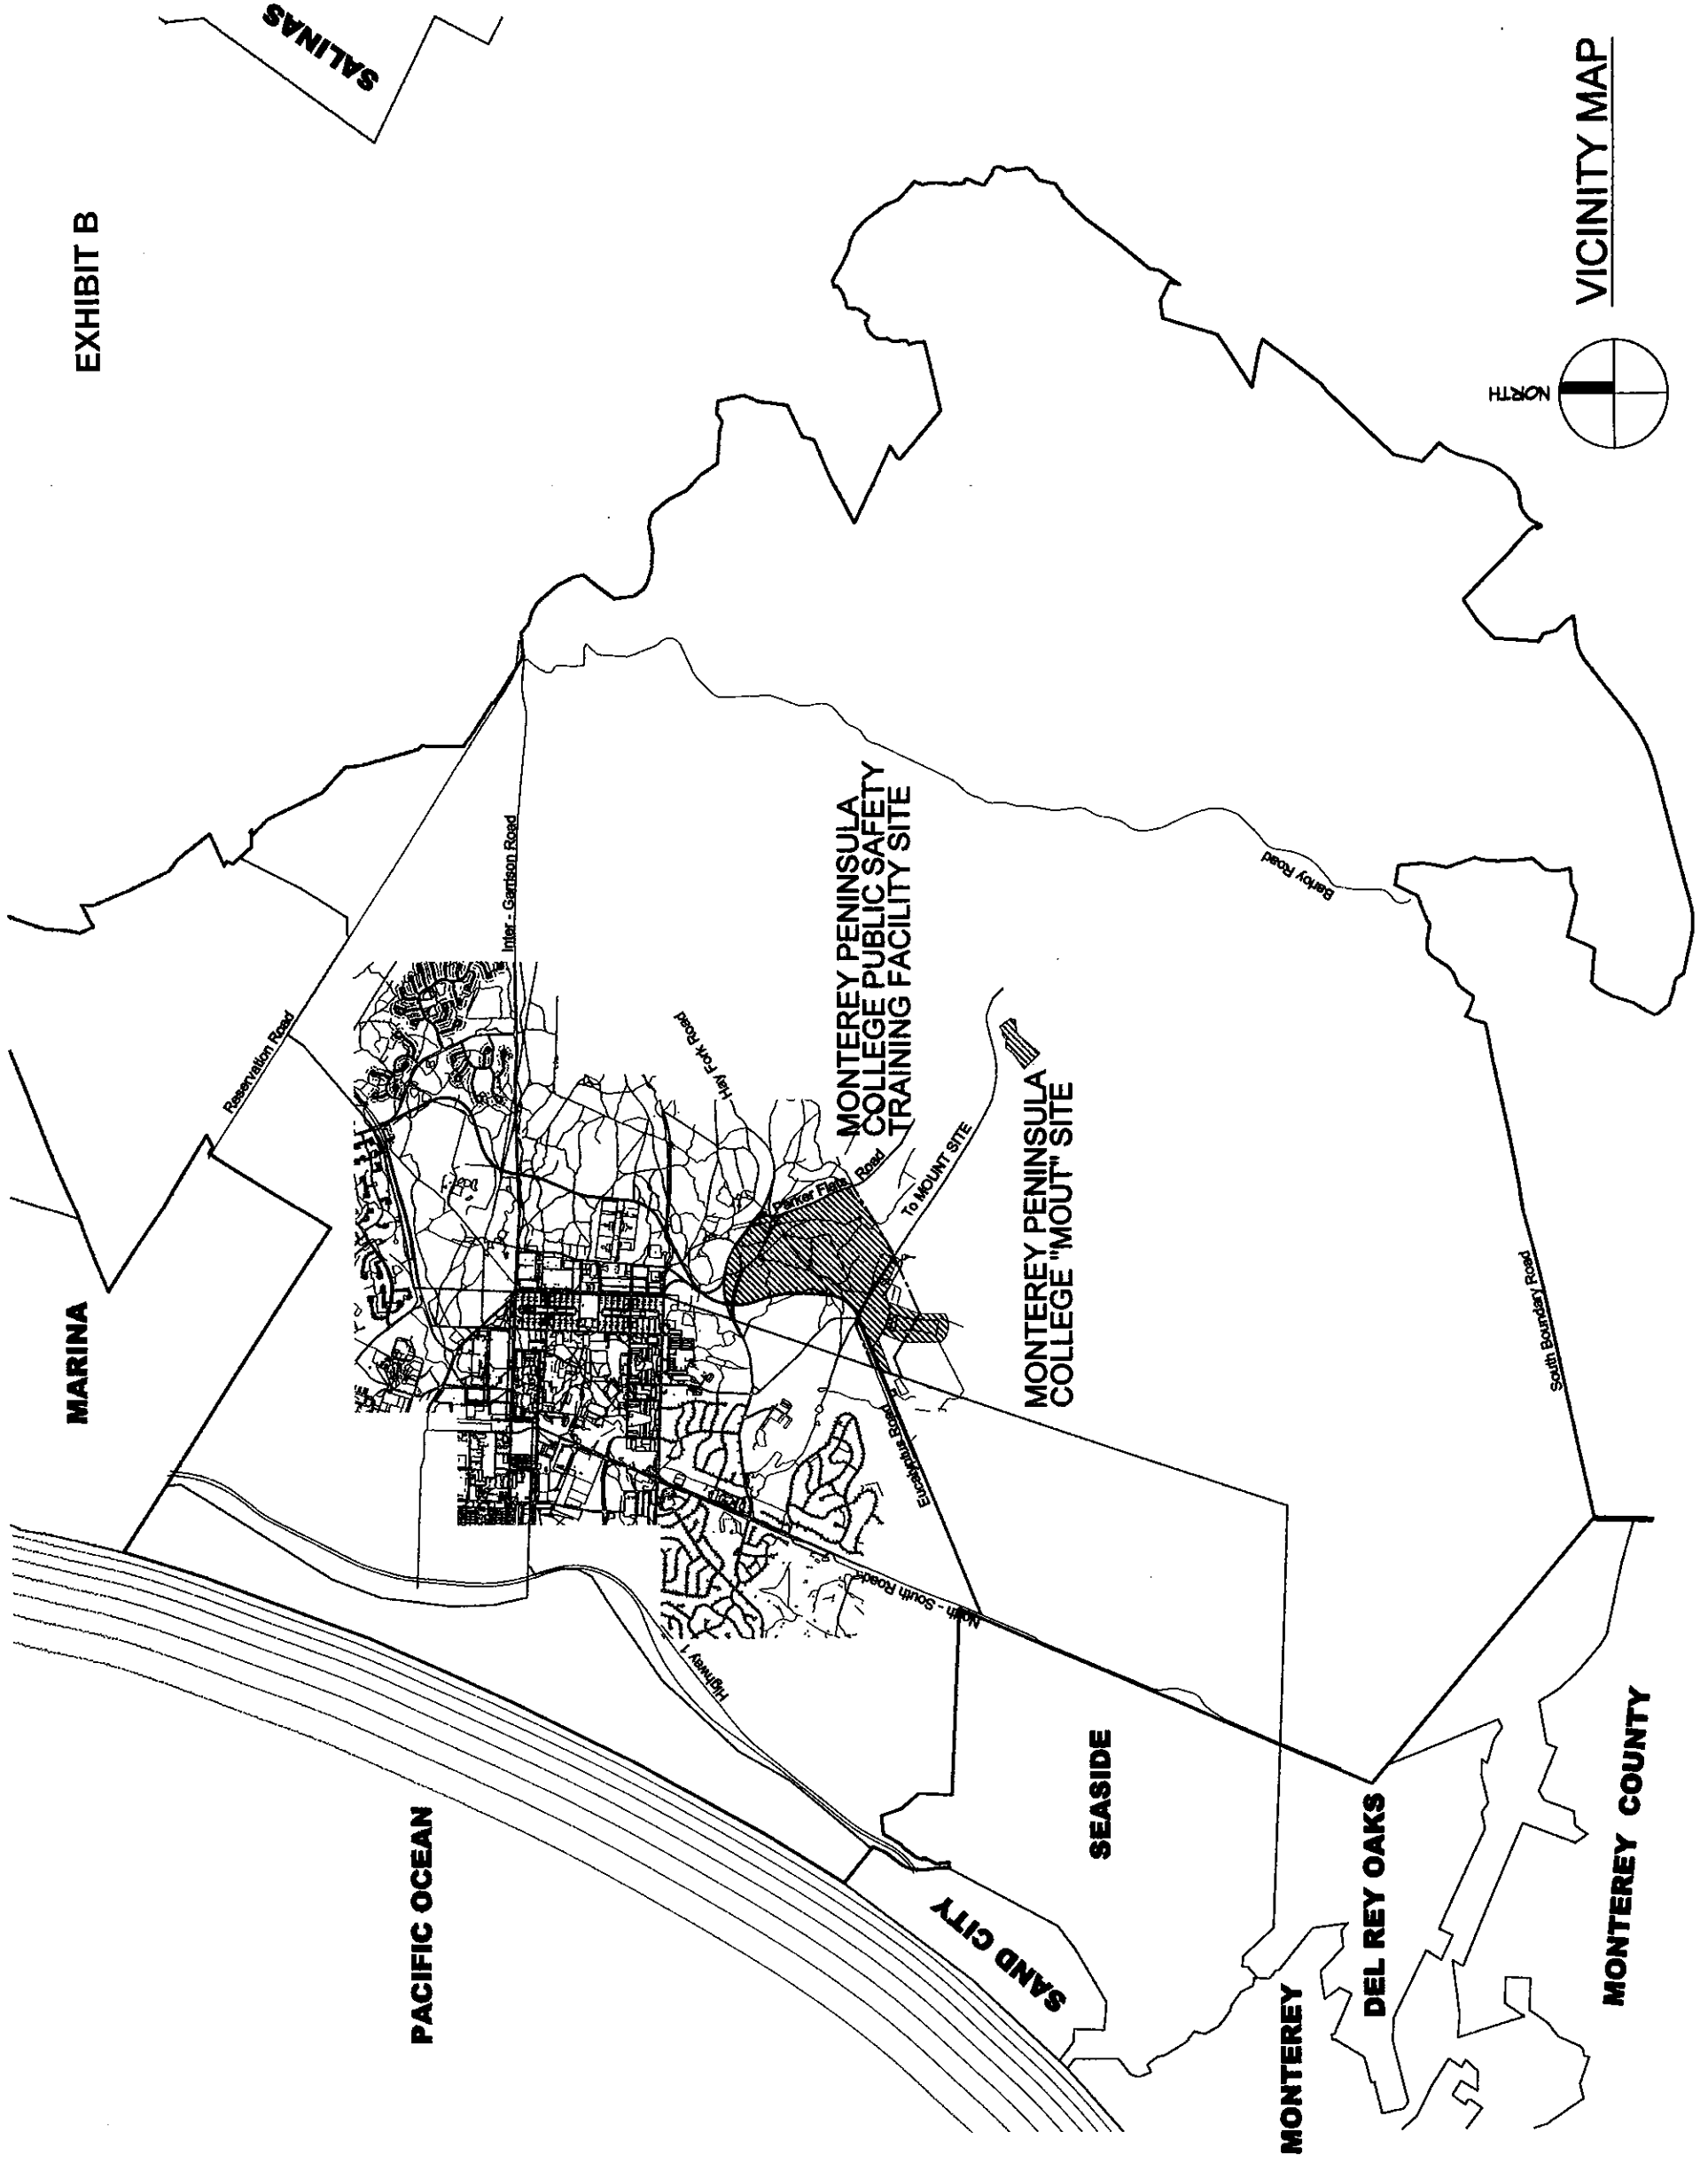 EXHIBIT B
SALINAS
MARINA
PACIFIC OCEAN
Reservation Road
Inter - Garrison Road
Hay Fork Road
MONTEREY PENINSULA
COLLEGE PUBLIC SAFETY
TRAINING FACILITY SITE
Parker Flats Road
To MOUNT SITE
MONTEREY PENINSULA
COLLEGE "MOUT" SITE
Highway 1
North - South Road
Eucalyptus Road
Barloy Road
South Boundary Road
SAND CITY
SEASIDE
MONTEREY
DEL REY OAKS
MONTEREY COUNTY
NORTH
VICINITY MAP